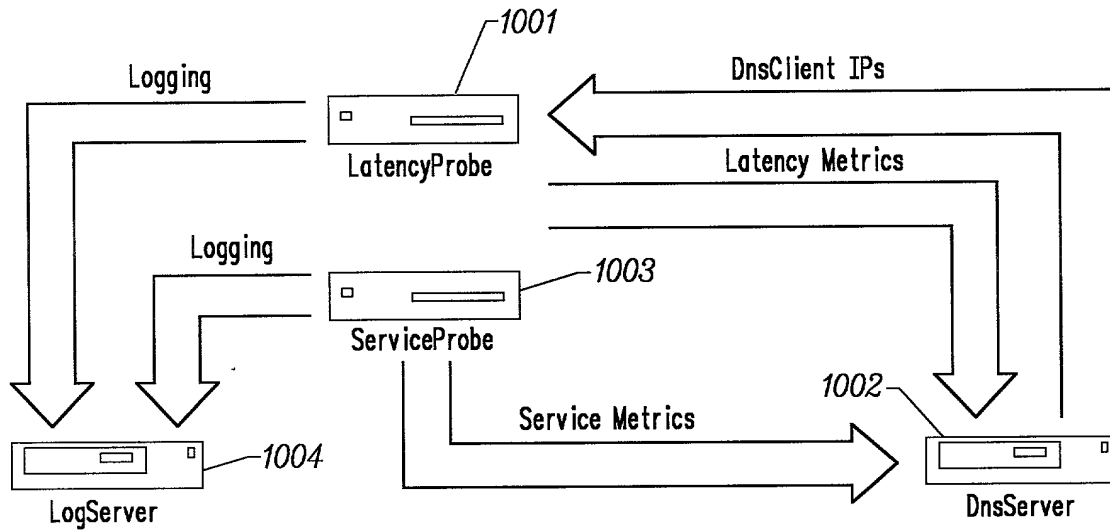 1001
Logging
DnsClient IPs
LatencyProbe
Latency Metrics
Logging
1003
ServiceProbe
1002
Service Metrics
1004
LogServer
DnsServer